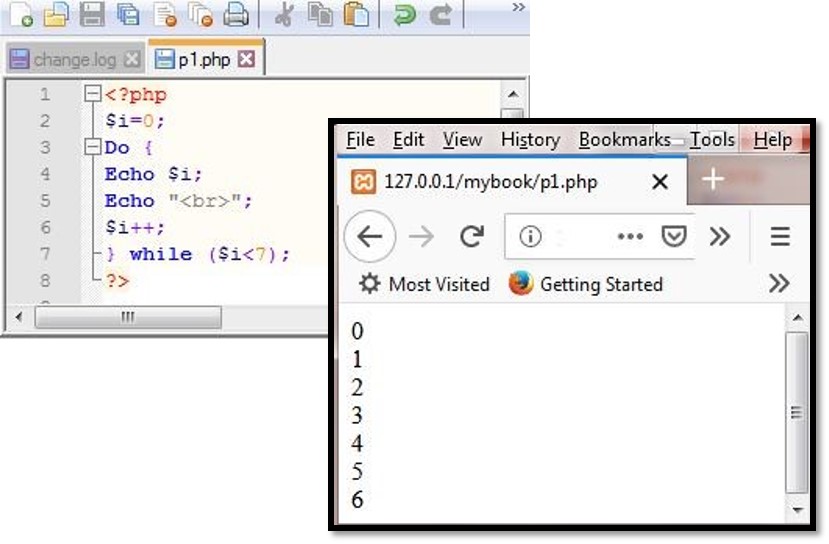 change.log p1.php
1 <?php
2 $i=0;
3 Do {
4 Echo $i;
5 Echo "<br>";
6 $i++;
7 } while ($i<7);
8 ?>
File Edit View History Bookmarks Tools Help
127.0.0.1/mybook/p1.php
Most Visited Getting Started
0
1
2
3
4
5
6